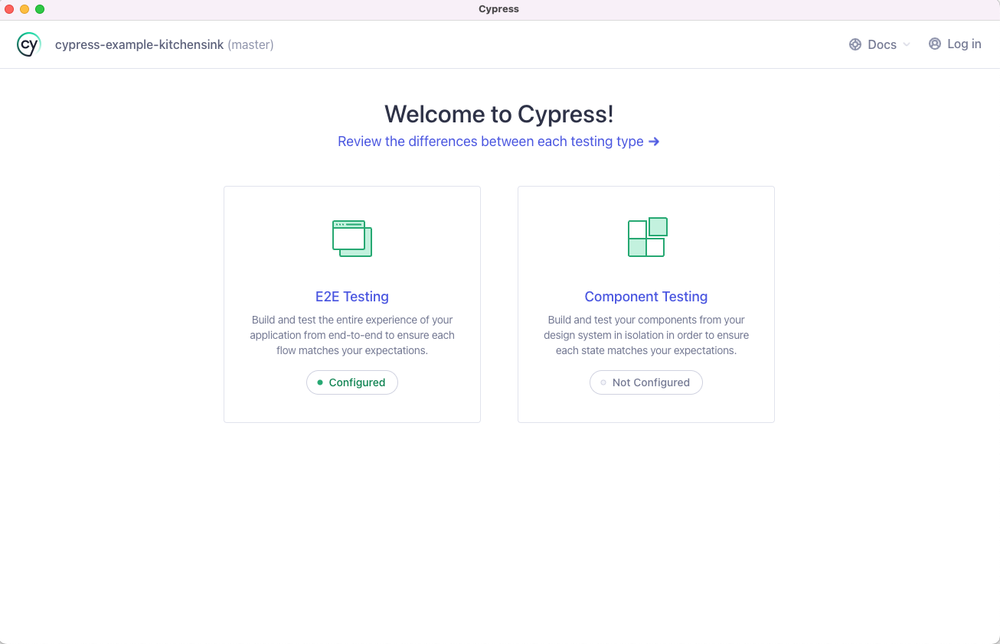 Cypress
cy
cypress-example-kitchensink (master)
Docs
Log in
Welcome to Cypress!
Review the differences between each testing type →
E2E Testing
Build and test the entire experience of your
application from end-to-end to ensure each
flow matches your expectations.
Configured
Component Testing
Build and test your components from your
design system in isolation in order to ensure
each state matches your expectations.
Not Configured